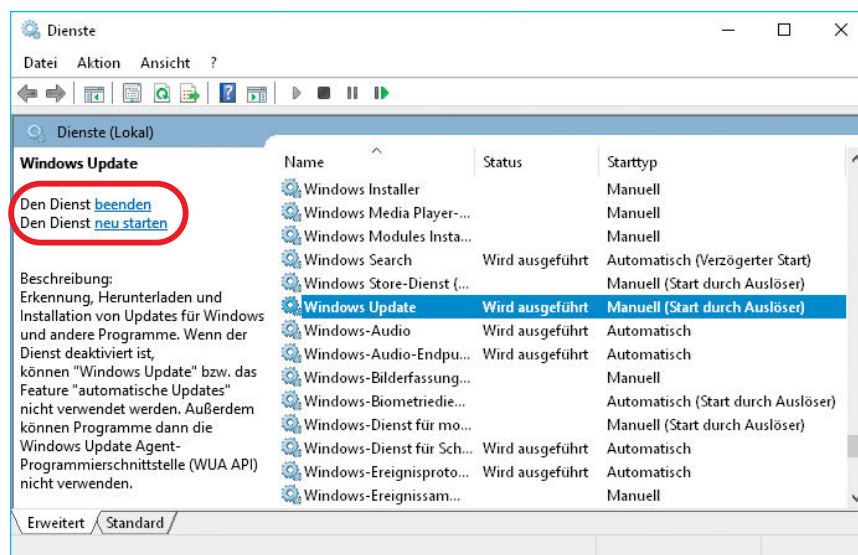 Dienste
Datei Aktion Ansicht ?
Dienste (Lokal)
Windows Update
Den Dienst beenden
Den Dienst neu starten
Beschreibung:
Erkennung, Herunterladen und
Installation von Updates für Windows
und andere Programme. Wenn der
Dienst deaktiviert ist,
können "Windows Update" bzw. das
Feature "automatische Updates"
nicht verwendet werden. Außerdem
können Programme dann die
Windows Update Agent-
Programmierschnittstelle (WUA API)
nicht verwenden.
Name Status Starttyp
Windows Installer Manuell
Windows Media Player-... Manuell
Windows Modules Insta... Manuell
Windows Search Wird ausgeführt Automatisch (Verzögerter Start)
Windows Store-Dienst (... Manuell (Start durch Auslöser)
Windows Update Wird ausgeführt Manuell (Start durch Auslöser)
Windows-Audio Wird ausgeführt Automatisch
Windows-Audio-Endpu... Wird ausgeführt Automatisch
Windows-Bilderfassung... Manuell
Windows-Biometriedie... Automatisch (Start durch Auslöser)
Windows-Dienst für mo... Manuell (Start durch Auslöser)
Windows-Dienst für Sch... Wird ausgeführt Automatisch
Windows-Ereignisproto... Wird ausgeführt Automatisch
Windows-Ereignissam... Manuell
Erweitert Standard